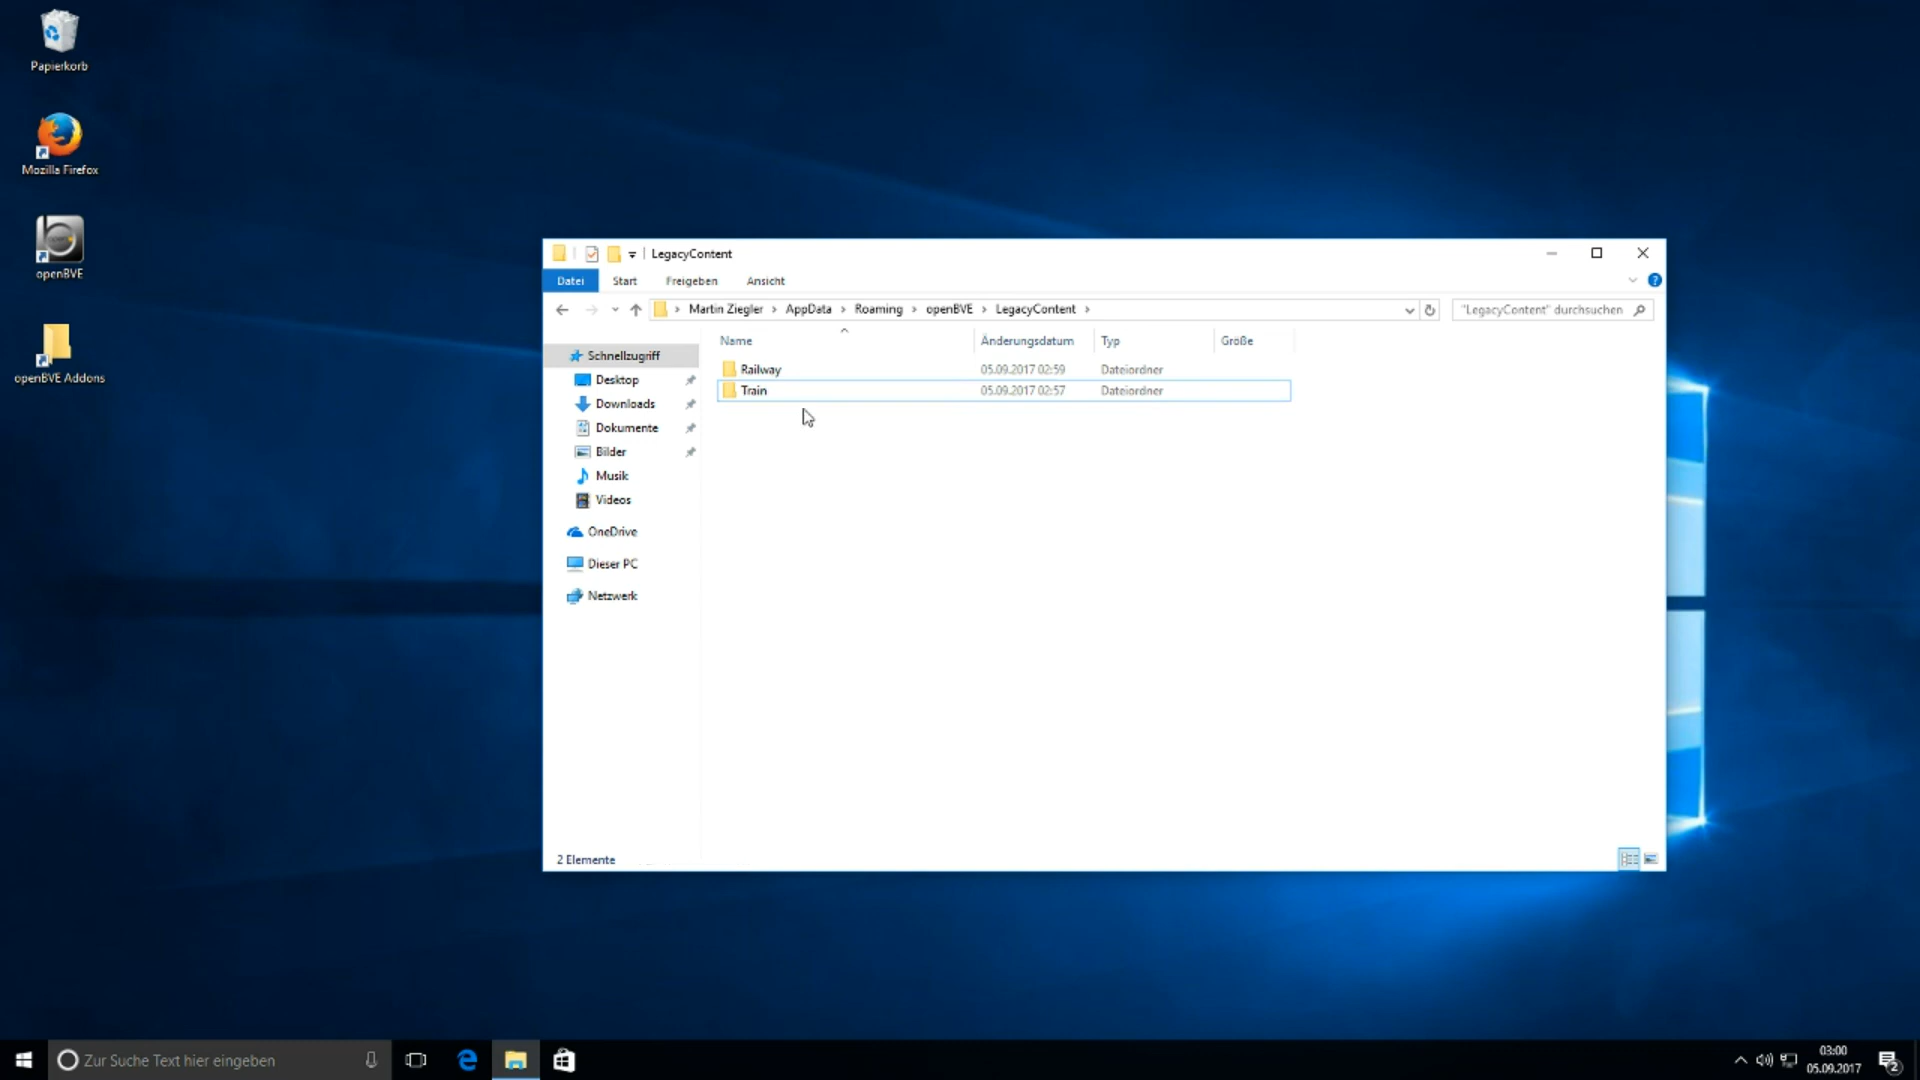 Papierkorb
Mozilla Firefox
openBVE
openBVE Addons
LegacyContent
Datei Start Freigeben Ansicht
Martin Ziegler AppData Roaming openBVE LegacyContent
"LegacyContent" durchsuchen
Name Änderungsdatum Typ Größe
Railway 05.09.2017 02:59 Dateiordner
Train 05.09.2017 02:57 Dateiordner
Schnellzugriff
Desktop
Downloads
Dokumente
Bilder
Musik
Videos
OneDrive
Dieser PC
Netzwerk
2 Elemente
Zur Suche Text hier eingeben
03:00
05.09.2017
2